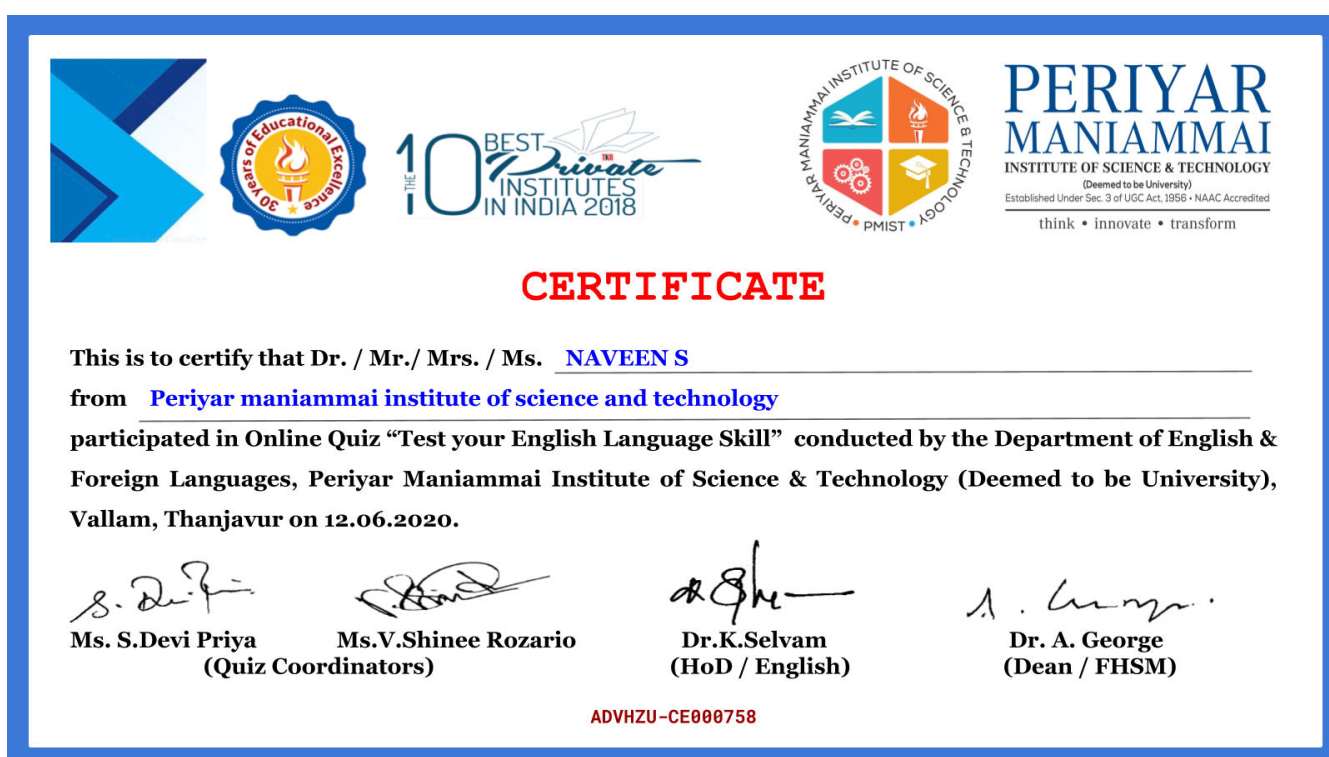 30 years of Educational Excellence
THE 10 BEST
Private
TKR
INSTITUTES
IN INDIA 2018
PERIYAR MANIAMMAI INSTITUTE OF SCIENCE & TECHNOLOGY
• PMIST •
PERIYAR
MANIAMMAI
INSTITUTE OF SCIENCE & TECHNOLOGY
(Deemed to be University)
Established Under Sec. 3 of UGC Act, 1956 • NAAC Accredited
think • innovate • transform
CERTIFICATE
This is to certify that Dr. / Mr./ Mrs. / Ms. NAVEEN S
from Periyar maniammai institute of science and technology
participated in Online Quiz “Test your English Language Skill” conducted by the Department of English &
Foreign Languages, Periyar Maniammai Institute of Science & Technology (Deemed to be University),
Vallam, Thanjavur on 12.06.2020.
Ms. S.Devi Priya Ms.V.Shinee Rozario Dr.K.Selvam Dr. A. George
(Quiz Coordinators) (HoD / English) (Dean / FHSM)
ADVHZU-CE000758